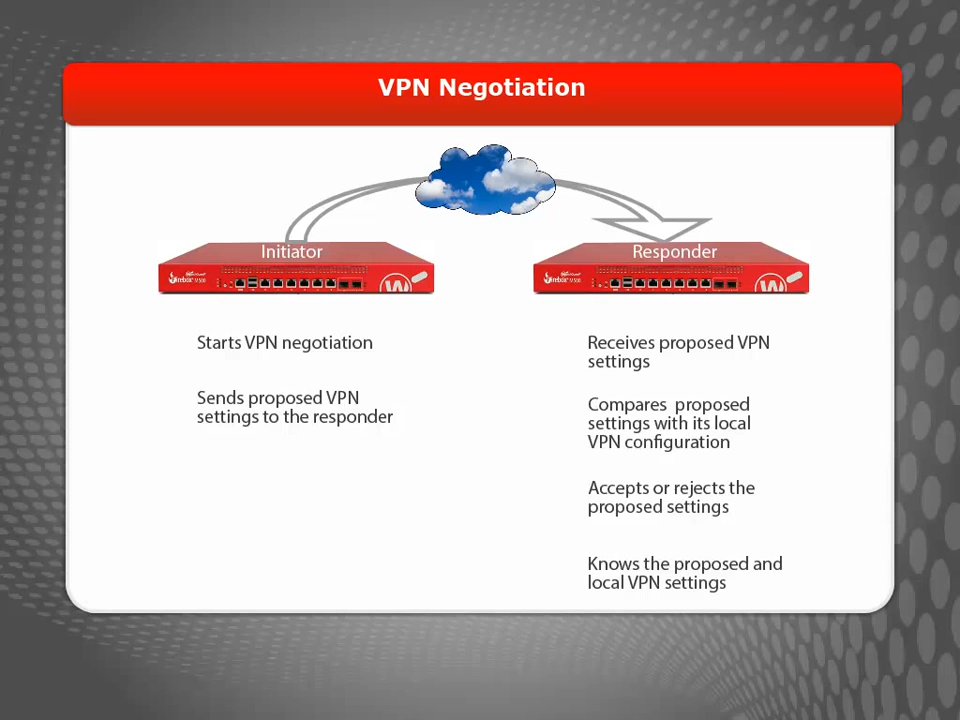 VPN Negotiation
Initiator
Responder
Starts VPN negotiation
Sends proposed VPN
settings to the responder
Receives proposed VPN
settings
Compares proposed
settings with its local
VPN configuration
Accepts or rejects the
proposed settings
Knows the proposed and
local VPN settings